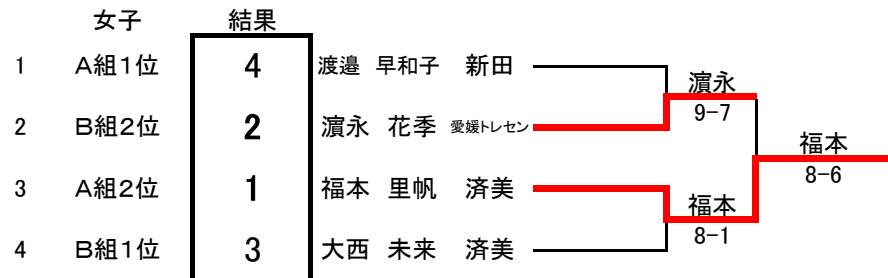 女子 結果
1 A組1位 4 渡邉 早和子 新田
濵永
9-7
2 B組2位 2 濵永 花季 愛媛トレセン
福本
8-6
3 A組2位 1 福本 里帆 済美
福本
8-1
4 B組1位 3 大西 未来 済美